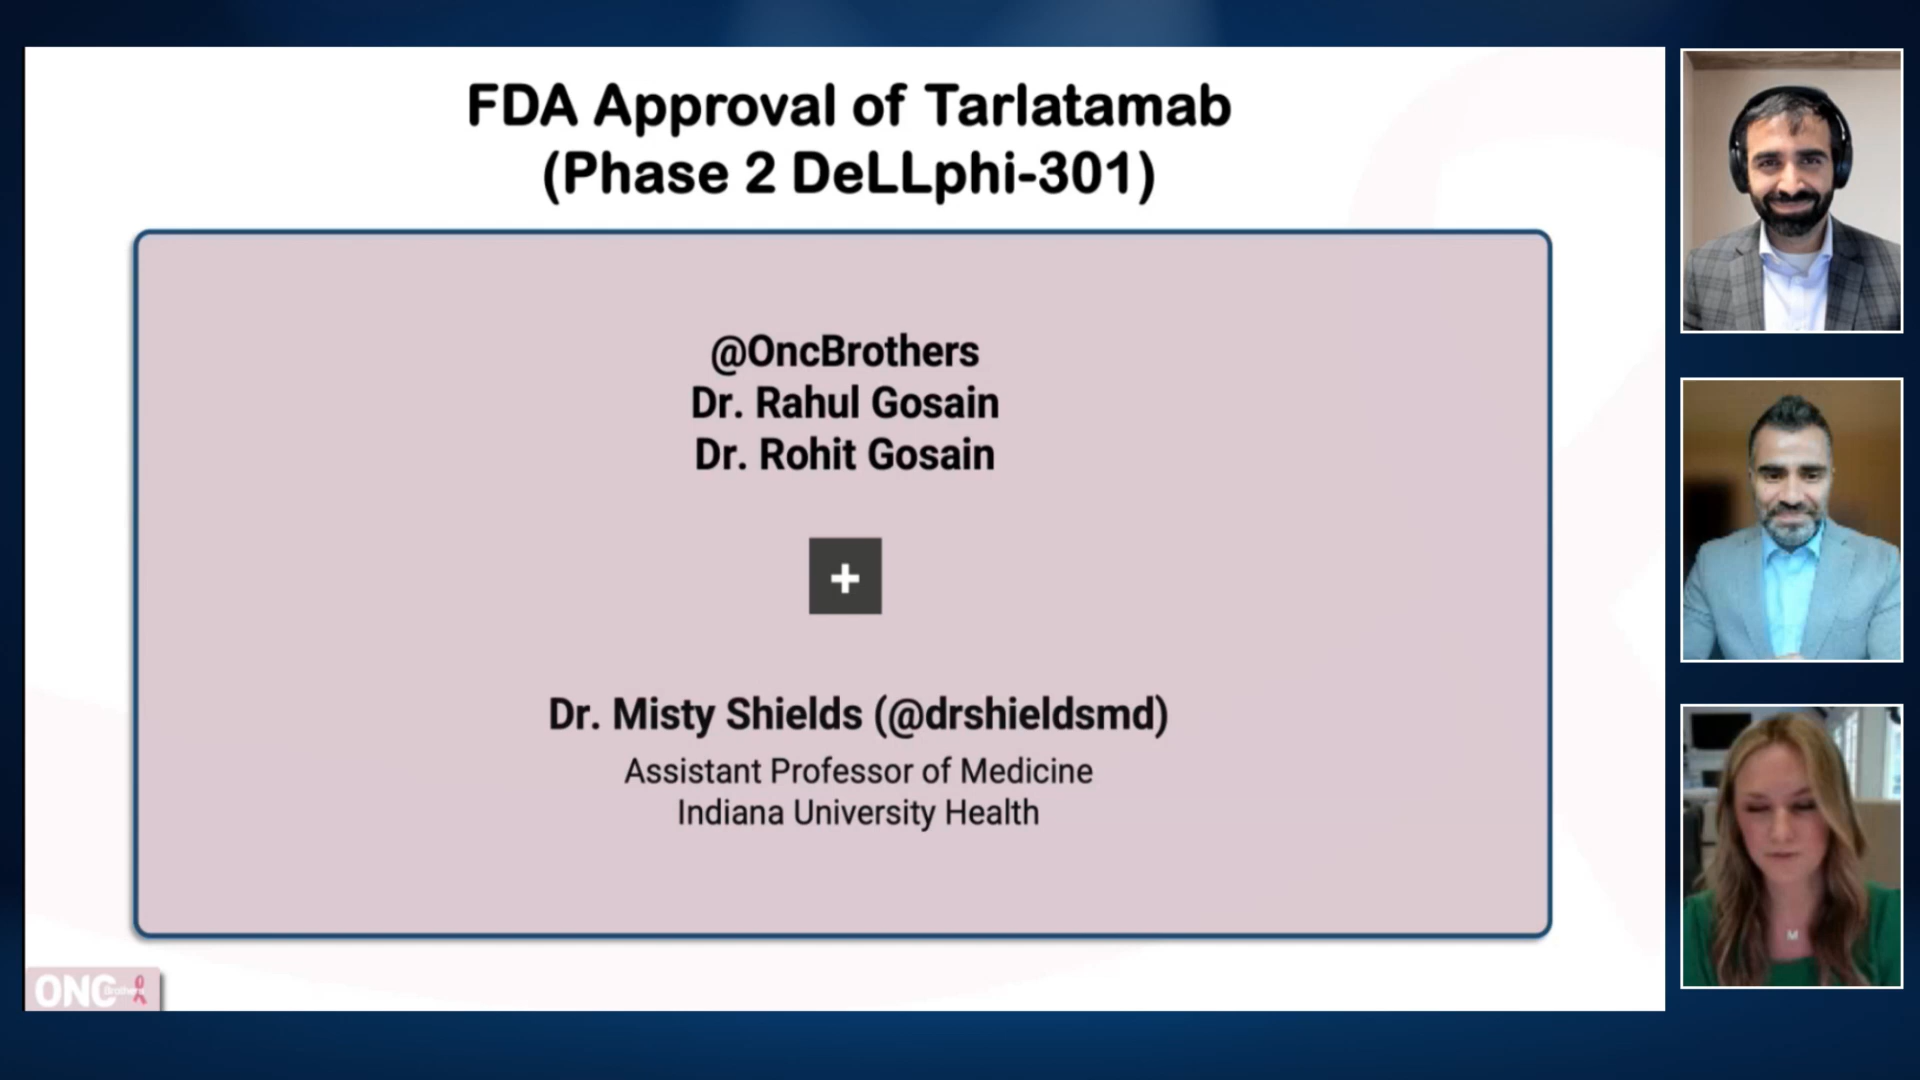 FDA Approval of Tarlatamab
(Phase 2 DeLLphi-301)
@OncBrothers
Dr. Rahul Gosain
Dr. Rohit Gosain
+
Dr. Misty Shields (@drshieldsmd)
Assistant Professor of Medicine
Indiana University Health
ONC Brothers
M